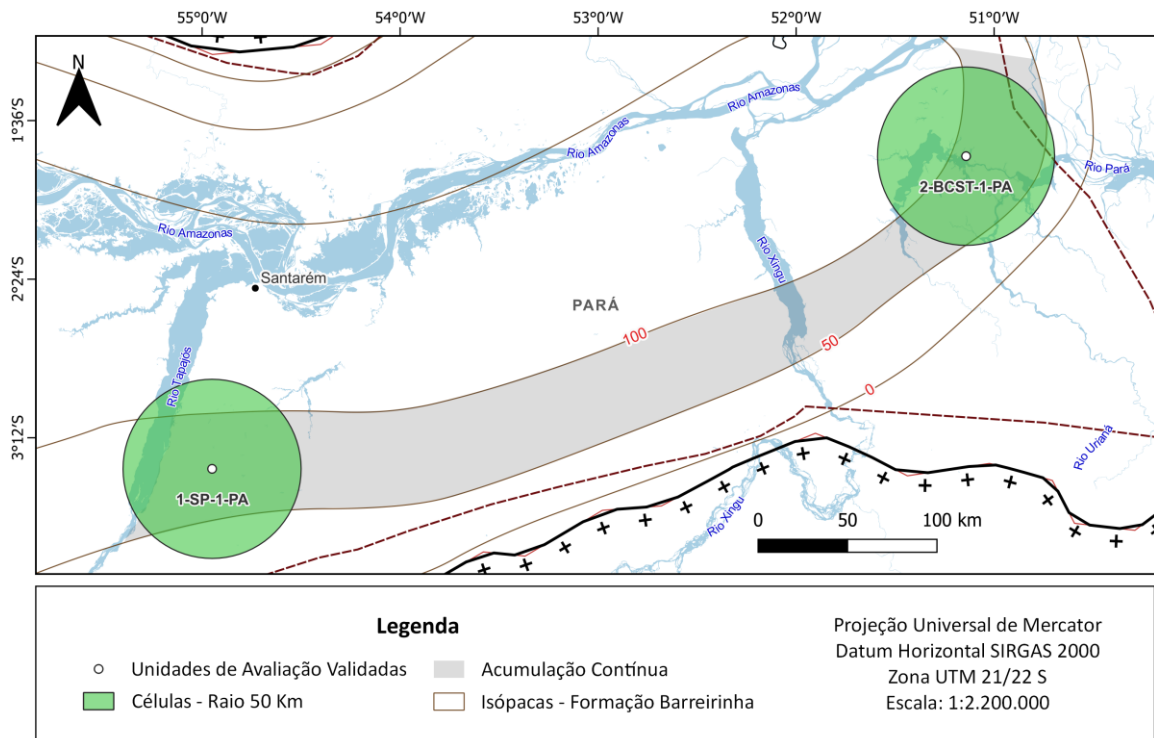 55°0'W 54°0'W 53°0'W 52°0'W 51°0'W
N
1°36'S
2°24'S
3°12'S
Rio Amazonas
Rio Amazonas
Rio Amazonas
Rio Pará
2-BCST-1-PA
Rio Xingu
Santarém
PARÁ
Rio Tapajós
100
50
0
1-SP-1-PA
Rio Xingu
Rio Urianá
0 50 100 km
Legenda
Unidades de Avaliação Validadas
Acumulação Contínua
Células - Raio 50 Km
Isópacas - Formação Barreirinha
Projeção Universal de Mercator
Datum Horizontal SIRGAS 2000
Zona UTM 21/22 S
Escala: 1:2.200.000